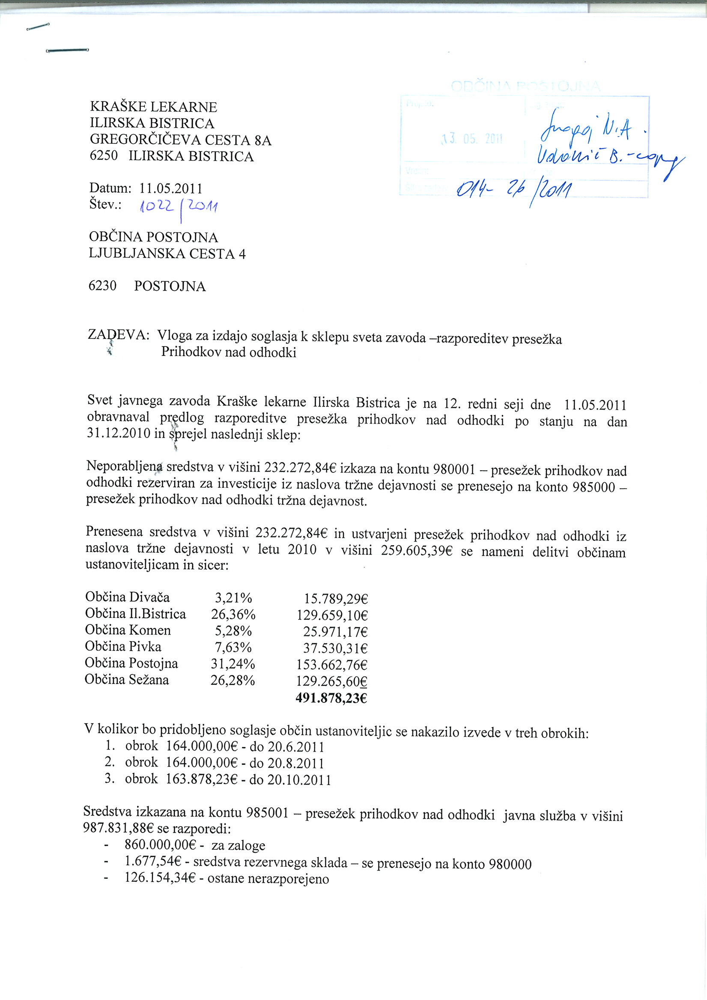 OBČINA POSTOJNA
KRAŠKE LEKARNE
ILIRSKA BISTRICA
GREGORČIČEVA CESTA 8A
6250 ILIRSKA BISTRICA
13. 05. 2011
N.A.
B. - copy
014- 26/2011
Datum: 11.05.2011
Štev.: 1022/2011
OBČINA POSTOJNA
LJUBLJANSKA CESTA 4
6230 POSTOJNA
ZADEVA: Vloga za izdajo soglasja k sklepu sveta zavoda –razporeditev presežka
Prihodkov nad odhodki
Svet javnega zavoda Kraške lekarne Ilirska Bistrica je na 12. redni seji dne 11.05.2011
obravnaval predlog razporeditve presežka prihodkov nad odhodki po stanju na dan
31.12.2010 in sprejel naslednji sklep:
Neporabljena sredstva v višini 232.272,84€ izkaza na kontu 980001 – presežek prihodkov nad
odhodki rezerviran za investicije iz naslova tržne dejavnosti se prenesejo na konto 985000 –
presežek prihodkov nad odhodki tržna dejavnost.
Prenesena sredstva v višini 232.272,84€ in ustvarjeni presežek prihodkov nad odhodki iz
naslova tržne dejavnosti v letu 2010 v višini 259.605,39€ se nameni delitvi občinam
ustanoviteljicam in sicer:
Občina Divača 3,21% 15.789,29€
Občina Il.Bistrica 26,36% 129.659,10€
Občina Komen 5,28% 25.971,17€
Občina Pivka 7,63% 37.530,31€
Občina Postojna 31,24% 153.662,76€
Občina Sežana 26,28% 129.265,60€
491.878,23€
V kolikor bo pridobljeno soglasje občin ustanoviteljic se nakazilo izvede v treh obrokih:
1. obrok 164.000,00€ - do 20.6.2011
2. obrok 164.000,00€ - do 20.8.2011
3. obrok 163.878,23€ - do 20.10.2011
Sredstva izkazana na kontu 985001 – presežek prihodkov nad odhodki javna služba v višini
987.831,88€ se razporedi:
- 860.000,00€ - za zaloge
- 1.677,54€ - sredstva rezervnega sklada – se prenesejo na konto 980000
- 126.154,34€ - ostane nerazporejeno